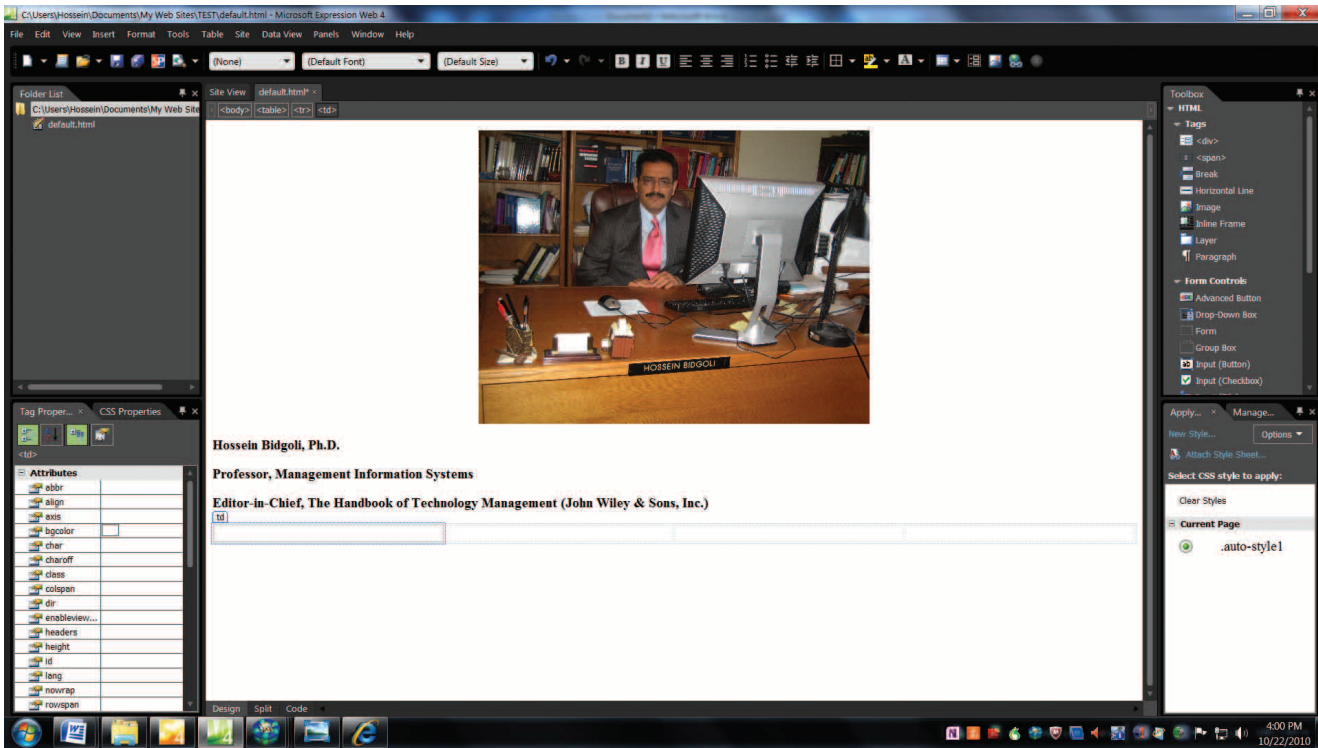 C:\Users\Hossein\Documents\My Web Sites\TEST\default.html - Microsoft Expression Web 4
File Edit View Insert Format Tools Table Site Data View Panels Window Help
(None) (Default Font) (Default Size) B I U A
Folder List
C:\Users\Hossein\Documents\My Web Site
default.html
Site View default.html*
<body> <table> <tr> <td>
HOSSEIN BIDGOLI
Hossein Bidgoli, Ph.D.
Professor, Management Information Systems
Editor-in-Chief, The Handbook of Technology Management (John Wiley & Sons, Inc.)
td
Design Split Code
Tag Proper... CSS Properties
<td>
Attributes
abbr
align
axis
bgcolor
char
charoff
class
colspan
dir
enableview...
headers
height
id
lang
nowrap
rowspan
Toolbox
HTML
Tags
<div>
<span>
Break
Horizontal Line
Image
Inline Frame
Layer
Paragraph
Form Controls
Advanced Button
Drop-Down Box
Form
Group Box
Input (Button)
Input (Checkbox)
Apply... Manage...
New Style... Options
Attach Style Sheet...
Select CSS style to apply:
Clear Styles
Current Page
.auto-style1
4:00 PM
10/22/2010